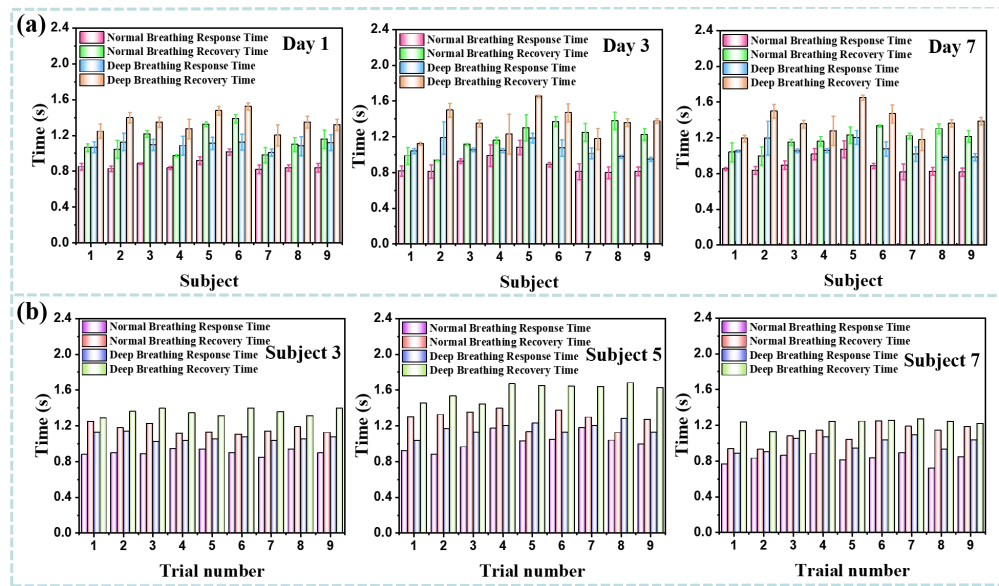 (a)
2.4
2.0
1.6
1.2
0.8
0.4
0.0
Time (s)
Normal Breathing Response Time
Normal Breathing Recovery Time
Deep Breathing Response Time
Deep Breathing Recovery Time
Day 1
1 2 3 4 5 6 7 8 9
Subject
2.4
2.0
1.6
1.2
0.8
0.4
0.0
Time (s)
Normal Breathing Response Time
Normal Breathing Recovery Time
Deep Breathing Response Time
Deep Breathing Recovery Time
Day 3
1 2 3 4 5 6 7 8 9
Subject
2.4
2.0
1.6
1.2
0.8
0.4
0.0
Time (s)
Normal Breathing Response Time
Normal Breathing Recovery Time
Deep Breathing Response Time
Deep Breathing Recovery Time
Day 7
1 2 3 4 5 6 7 8 9
Subject
(b)
2.4
2.0
1.6
1.2
0.8
0.4
0.0
Time (s)
Normal Breathing Response Time
Normal Breathing Recovery Time
Deep Breathing Response Time
Deep Breathing Recovery Time
Subject 3
1 2 3 4 5 6 7 8 9
Trial number
2.4
2.0
1.6
1.2
0.8
0.4
0.0
Time (s)
Normal Breathing Response Time
Normal Breathing Recovery Time
Deep Breathing Response Time
Deep Breathing Recovery Time
Subject 5
1 2 3 4 5 6 7 8 9
Trial number
2.4
2.0
1.6
1.2
0.8
0.4
0.0
Time (s)
Normal Breathing Response Time
Normal Breathing Recovery Time
Deep Breathing Response Time
Deep Breathing Recovery Time
Subject 7
1 2 3 4 5 6 7 8 9
Traial number